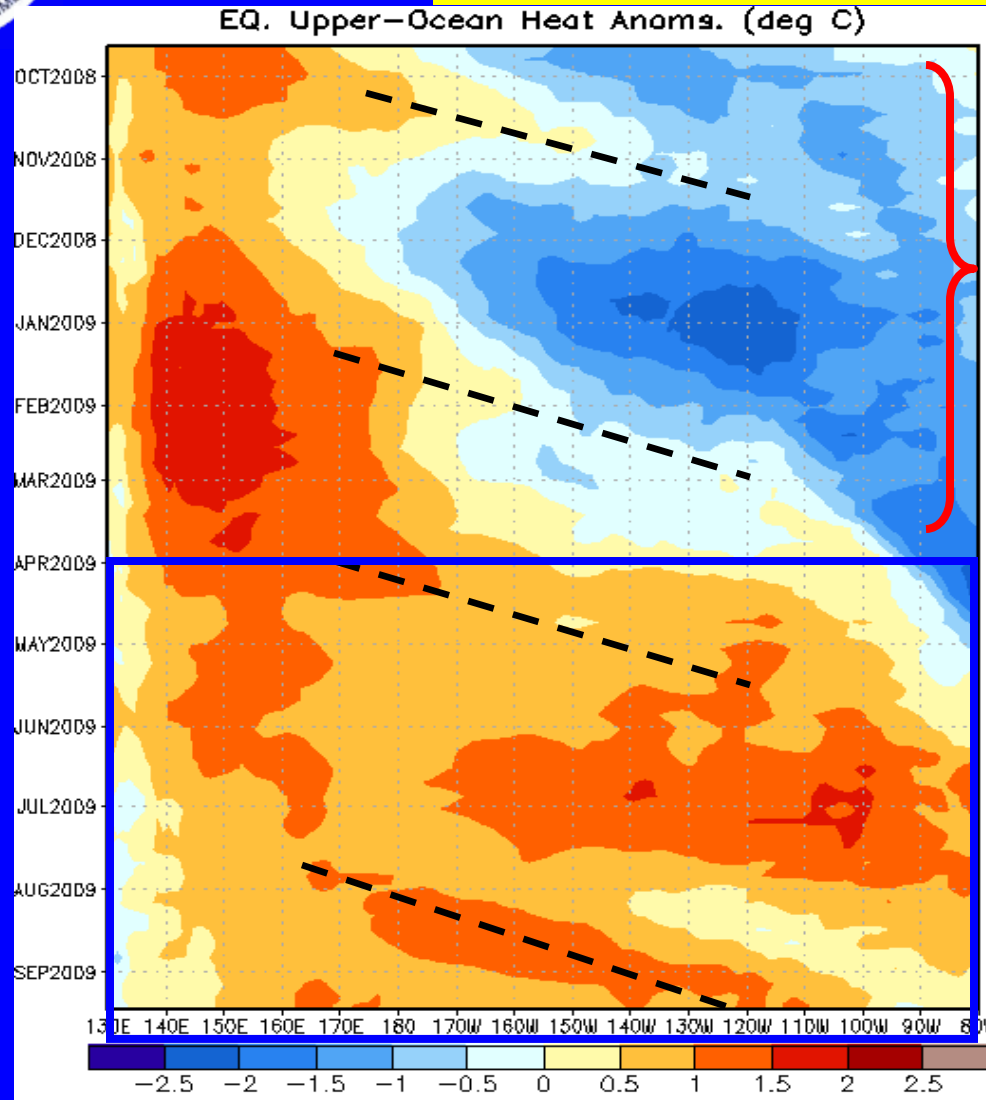 EQ. Upper-Ocean Heat Anoms. (deg C)
OCT2008
NOV2008
DEC2008
JAN2009
FEB2009
MAR2009
APR2009
MAY2009
JUN2009
JUL2009
AUG2009
SEP2009
130E 140E 150E 160E 170E 180 170W 160W 150W 140W 130W 120W 110W 100W 90W 80W
-2.5 -2 -1.5 -1 -0.5 0 0.5 1 1.5 2 2.5